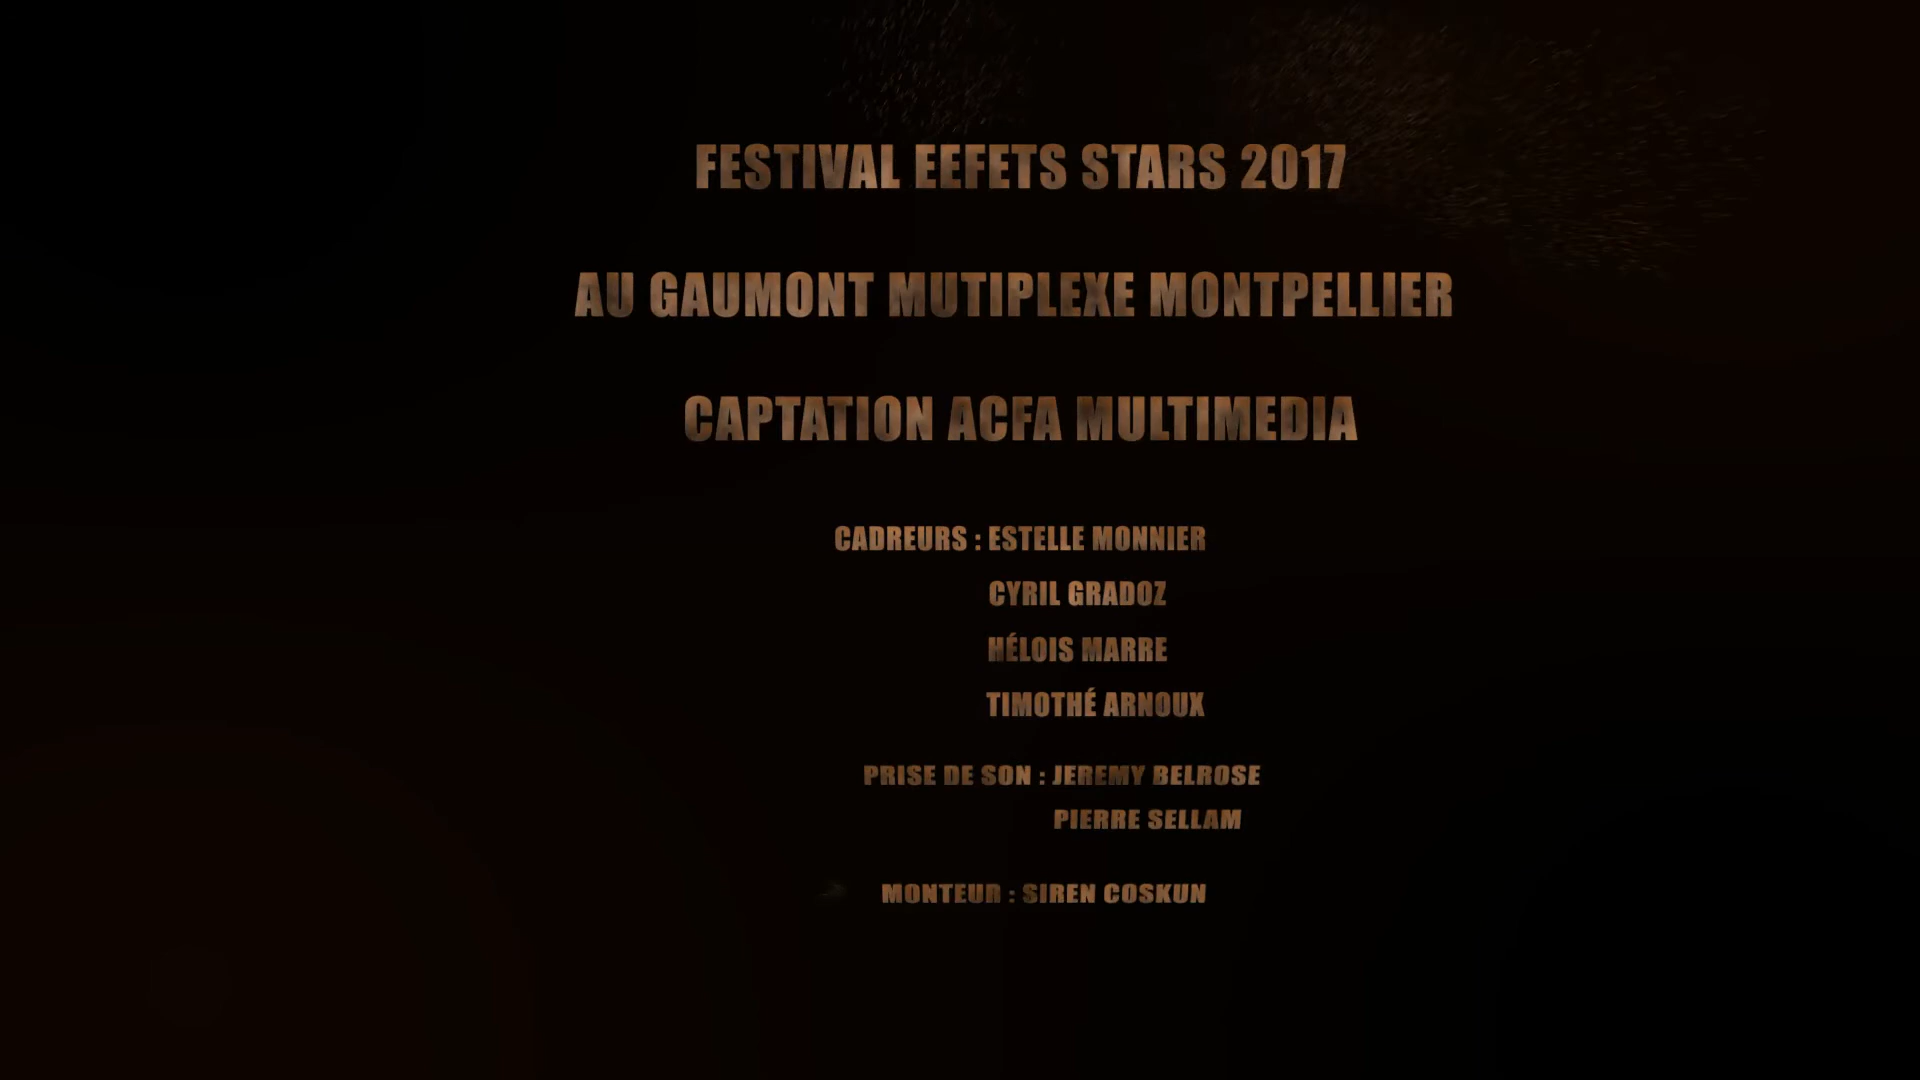 FESTIVAL EEFETS STARS 2017
AU GAUMONT MUTIPLEXE MONTPELLIER
CAPTATION ACFA MULTIMEDIA
CADREURS : ESTELLE MONNIER
CYRIL GRADOZ
HÉLOIS MARRE
TIMOTHÉ ARNOUX
PRISE DE SON : JEREMY BELROSE
PIERRE SELLAM
MONTEUR : SIREN COSKUN